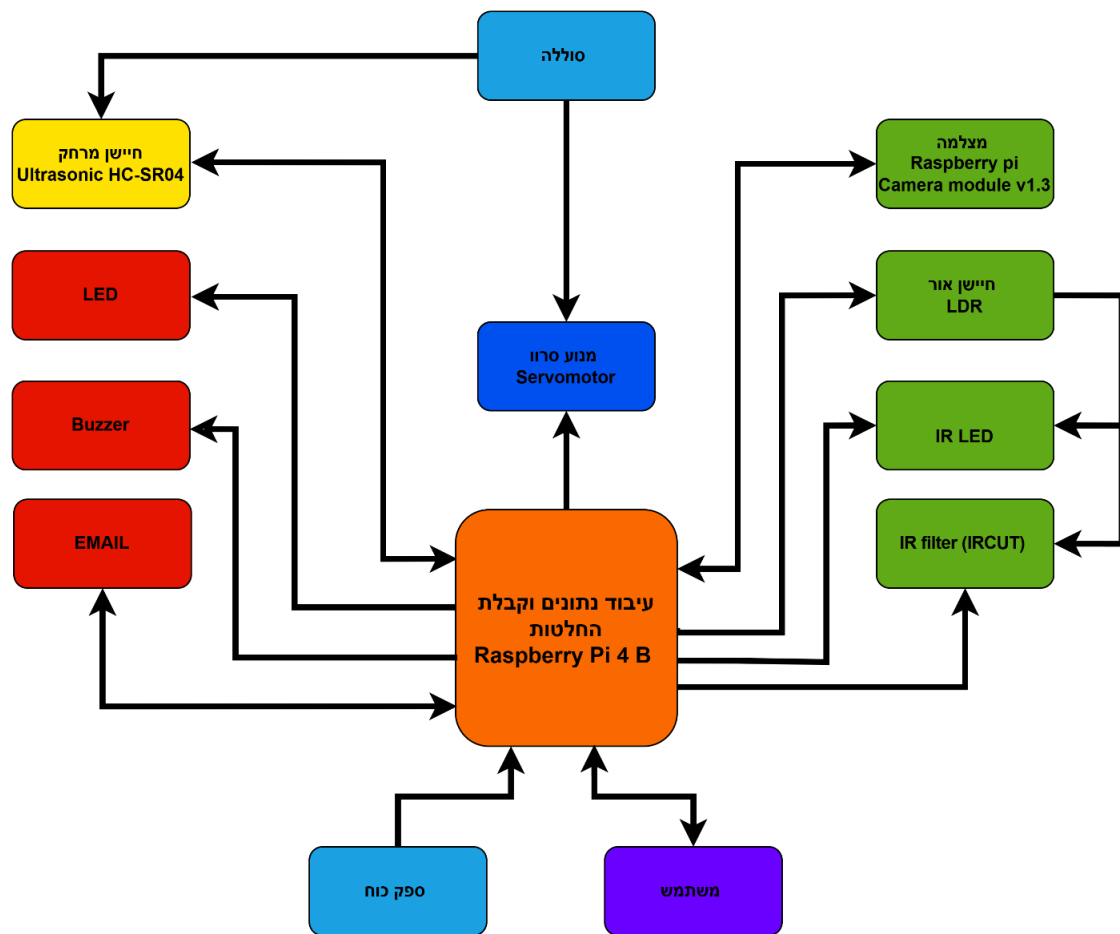 סוללה
חיישן מרחק
Ultrasonic HC-SR04
מצלמה
Raspberry pi
Camera module v1.3
LED
חיישן אור
LDR
מנוע סרוו
Servomotor
Buzzer
IR LED
EMAIL
IR filter (IRCUT)
עיבוד נתונים וקבלת
החלטות
Raspberry Pi 4 B
ספק כוח
משתמש